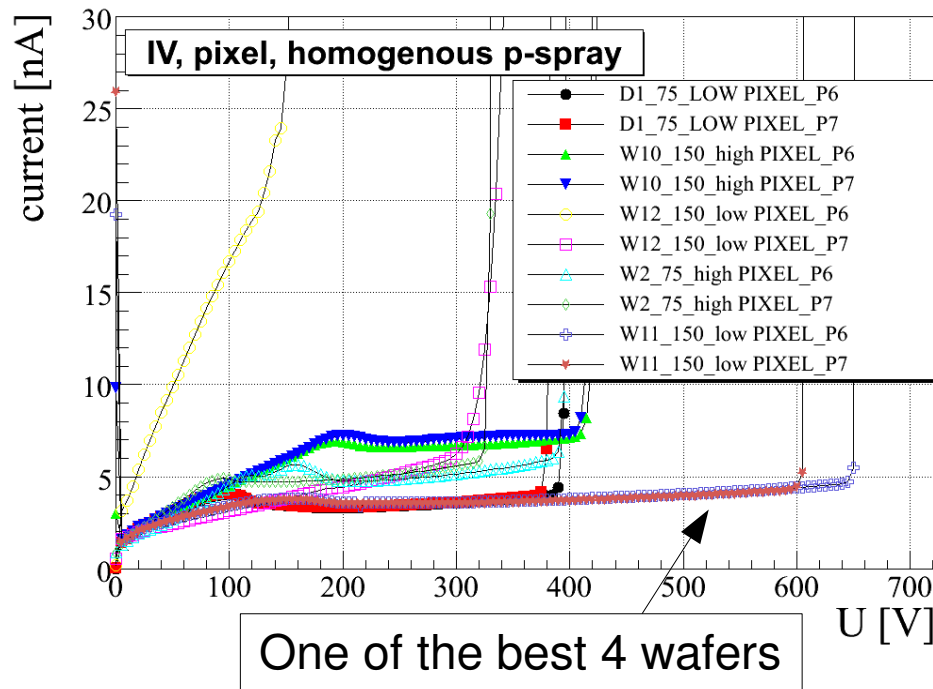 IV, pixel, homogenous p-spray
current [nA]
30
25
20
15
10
5
0
D1_75_LOW PIXEL_P6
D1_75_LOW PIXEL_P7
W10_150_high PIXEL_P6
W10_150_high PIXEL_P7
W12_150_low PIXEL_P6
W12_150_low PIXEL_P7
W2_75_high PIXEL_P6
W2_75_high PIXEL_P7
W11_150_low PIXEL_P6
W11_150_low PIXEL_P7
0 100 200 300 400 500 600 700
U [V]
One of the best 4 wafers